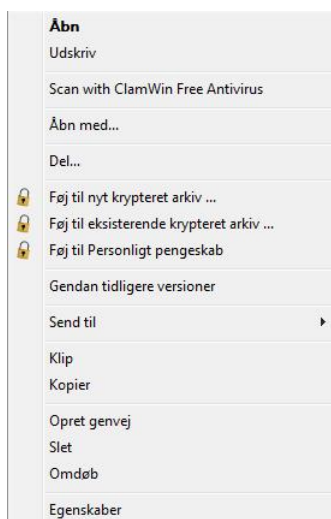 Åbn
Udskriv
Scan with ClamWin Free Antivirus
Åbn med...
Del...
Føj til nyt krypteret arkiv ...
Føj til eksisterende krypteret arkiv ...
Føj til Personligt pengeskab
Gendan tidligere versioner
Send til
Klip
Kopier
Opret genvej
Slet
Omdøb
Egenskaber